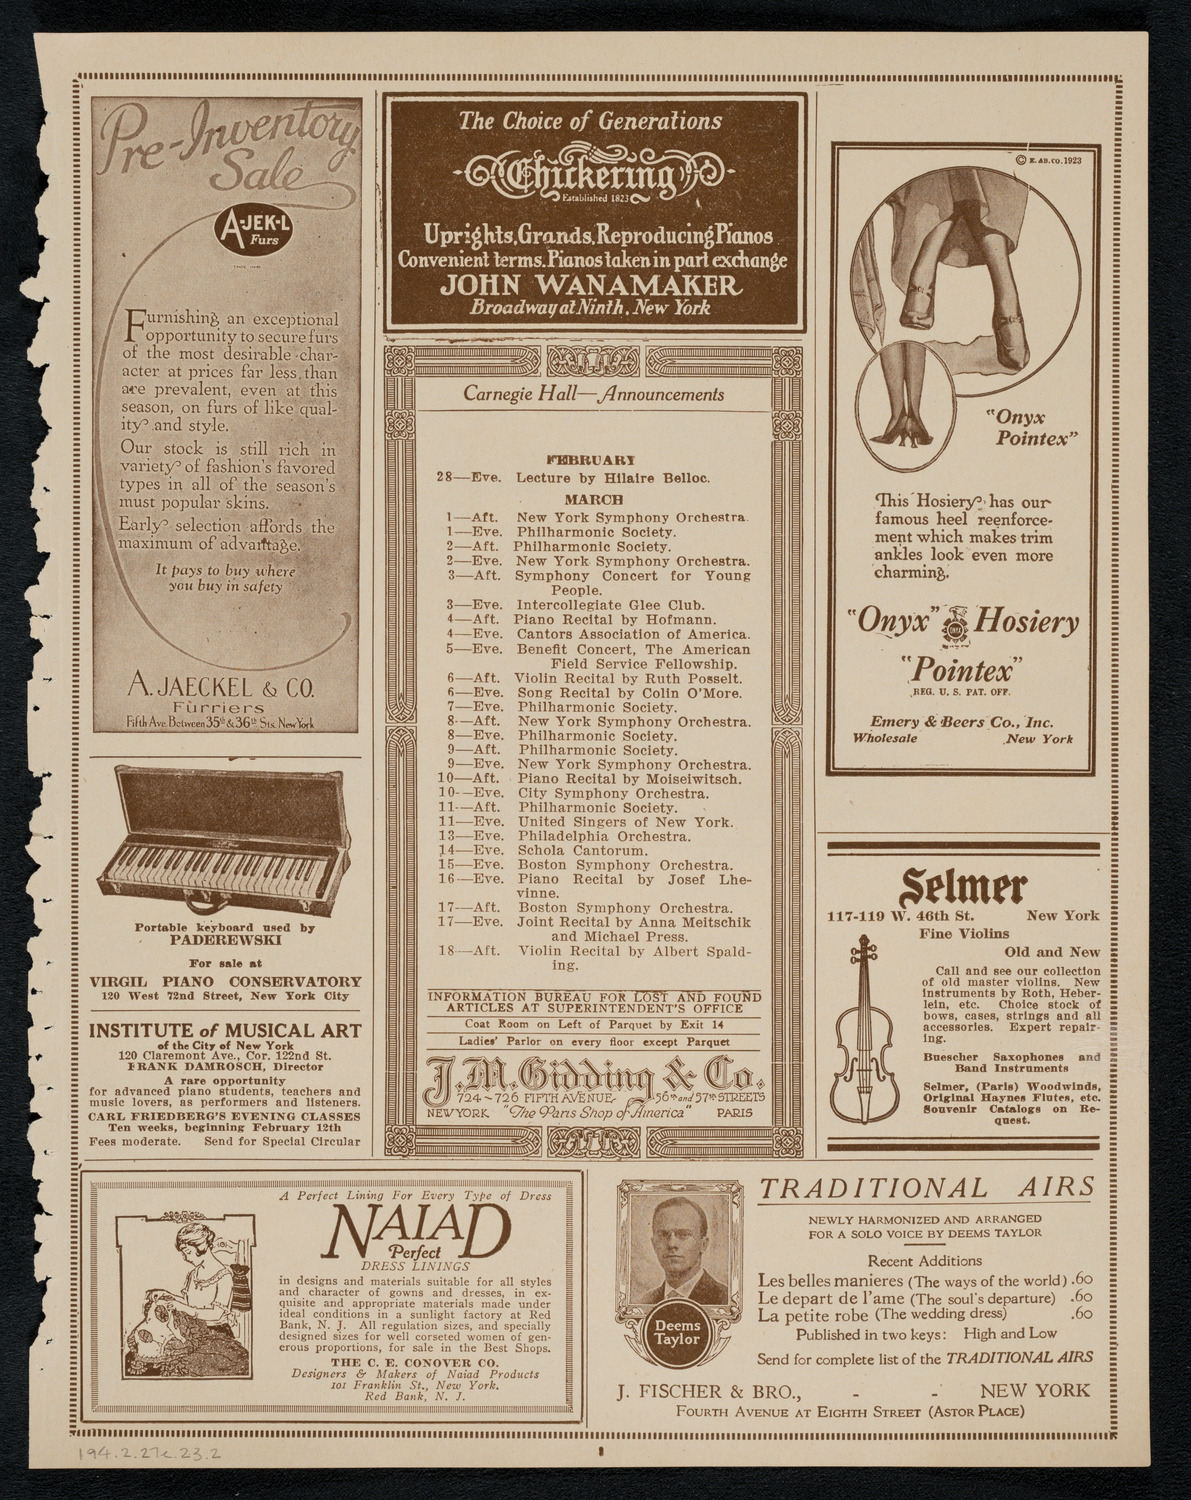 Pre-Inventory
Sale
A-JEK-L
Furs
Furnishing an exceptional
opportunity to secure furs
of the most desirable char-
acter at prices far less than
are prevalent, even at this
season, on furs of like qual-
ity and style.
Our stock is still rich in
variety of fashion's favored
types in all of the season's
must popular skins.
Early selection affords the
maximum of advantage.
It pays to buy where
you buy in safety
A. JAECKEL & CO.
Furriers
Fifth Ave. Between 35th & 36th Sts. New York
Portable keyboard used by
PADEREWSKI
For sale at
VIRGIL PIANO CONSERVATORY
120 West 72nd Street, New York City
INSTITUTE of MUSICAL ART
of the City of New York
120 Claremont Ave., Cor. 122nd St.
FRANK DAMROSCH, Director
A rare opportunity
for advanced piano students, teachers and
music lovers, as performers and listeners.
CARL FRIEDBERG'S EVENING CLASSES
Ten weeks, beginning February 12th
Fees moderate. Send for Special Circular
The Choice of Generations
Chickering
Established 1823
Uprights, Grands, Reproducing Pianos
Convenient terms. Pianos taken in part exchange
JOHN WANAMAKER
Broadway at Ninth, New York
Carnegie Hall—Announcements
FEBRUARY
28—Eve. Lecture by Hilaire Belloc.
MARCH
1—Aft. New York Symphony Orchestra.
1—Eve. Philharmonic Society.
2—Aft. Philharmonic Society.
2—Eve. New York Symphony Orchestra.
3—Aft. Symphony Concert for Young
People.
3—Eve. Intercollegiate Glee Club.
4—Aft. Piano Recital by Hofmann.
4—Eve. Cantors Association of America.
5—Eve. Benefit Concert, The American
Field Service Fellowship.
6—Aft. Violin Recital by Ruth Posselt.
6—Eve. Song Recital by Colin O'More.
7—Eve. Philharmonic Society.
8—Aft. New York Symphony Orchestra.
8—Eve. Philharmonic Society.
9—Aft. Philharmonic Society.
9—Eve. New York Symphony Orchestra.
10—Aft. Piano Recital by Moiseiwitsch.
10—Eve. City Symphony Orchestra.
11—Aft. Philharmonic Society.
11—Eve. United Singers of New York.
13—Eve. Philadelphia Orchestra.
14—Eve. Schola Cantorum.
15—Eve. Boston Symphony Orchestra.
16—Eve. Piano Recital by Josef Lhe-
vinne.
17—Aft. Boston Symphony Orchestra.
17—Eve. Joint Recital by Anna Meitschik
and Michael Press.
18—Aft. Violin Recital by Albert Spald-
ing.
INFORMATION BUREAU FOR LOST AND FOUND
ARTICLES AT SUPERINTENDENT'S OFFICE
Coat Room on Left of Parquet by Exit 14
Ladies' Parlor on every floor except Parquet
J. M. Gidding & Co.
724-726 FIFTH AVENUE 56th and 57th STREETS
NEW YORK "The Paris Shop of America" PARIS
© E. AB. CO. 1923
"Onyx
Pointex"
This Hosiery has our
famous heel reenforce-
ment which makes trim
ankles look even more
charming.
"Onyx" Hosiery
"Pointex"
REG. U. S. PAT. OFF.
Emery & Beers Co., Inc.
Wholesale New York
Selmer
117-119 W. 46th St. New York
Fine Violins
Old and New
Call and see our collection
of old master violins. New
instruments by Roth, Heber-
lein, etc. Choice stock of
bows, cases, strings and all
accessories. Expert repair-
ing.
Buescher Saxophones and
Band Instruments
Selmer, (Paris) Woodwinds,
Original Haynes Flutes, etc.
Souvenir Catalogs on Re-
quest.
A Perfect Lining For Every Type of Dress
NAIAD
Perfect
DRESS LININGS
in designs and materials suitable for all styles
and character of gowns and dresses, in ex-
quisite and appropriate materials made under
ideal conditions in a sunlight factory at Red
Bank, N. J. All regulation sizes, and specially
designed sizes for well corseted women of gen-
erous proportions, for sale in the Best Shops.
THE C. E. CONOVER CO.
Designers & Makers of Naiad Products
101 Franklin St., New York.
Red Bank, N. J.
Deems
Taylor
TRADITIONAL AIRS
NEWLY HARMONIZED AND ARRANGED
FOR A SOLO VOICE BY DEEMS TAYLOR
Recent Additions
Les belles manieres (The ways of the world) .60
Le depart de l'ame (The soul's departure) .60
La petite robe (The wedding dress) .60
Published in two keys: High and Low
Send for complete list of the TRADITIONAL AIRS
J. FISCHER & BRO., - - NEW YORK
FOURTH AVENUE AT EIGHTH STREET (ASTOR PLACE)
194.2.27e.23.2